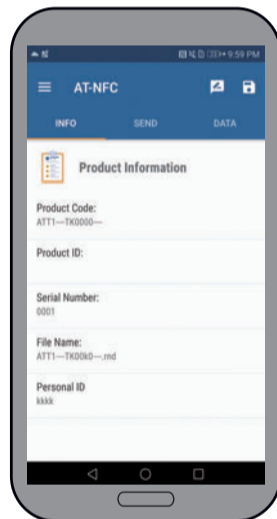 9:59 PM
AT-NFC
INFO SEND DATA
Product Information
Product Code:
ATT1---TK0000---
Product ID:
Serial Number:
0001
File Name:
ATT1---TK00k0---.rnd
Personal ID
kkkk